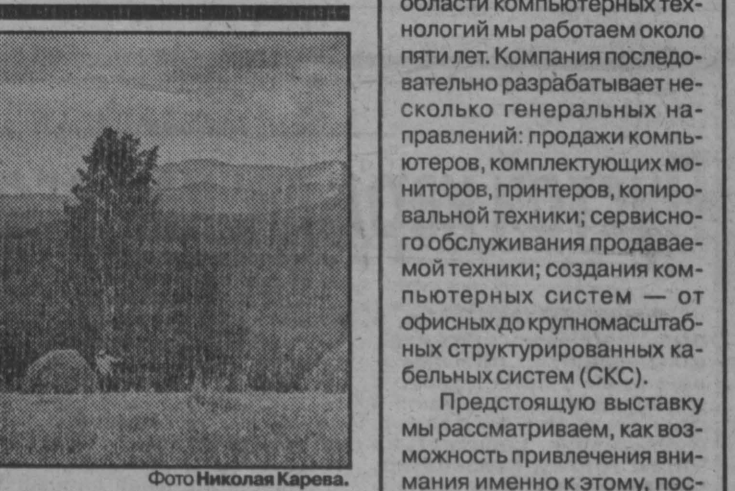 области компьютерных тех-
нологий мы работаем около
пяти лет. Компания последо-
вательно разрабатывает не-
сколько генеральных на-
правлений: продажи компь-
ютеров, комплектующих мо-
ниторов, принтеров, копиро-
вальной техники; сервисно-
го обслуживания продавае-
мой техники; создания ком-
пьютерных систем — от
офисных до крупномасштаб-
ных структурированных ка-
бельных систем (СКС).
Предстоящую выставку
мы рассматриваем, как воз-
можность привлечения вни-
мания именно к этому, пос-
Фото Николая Карева.